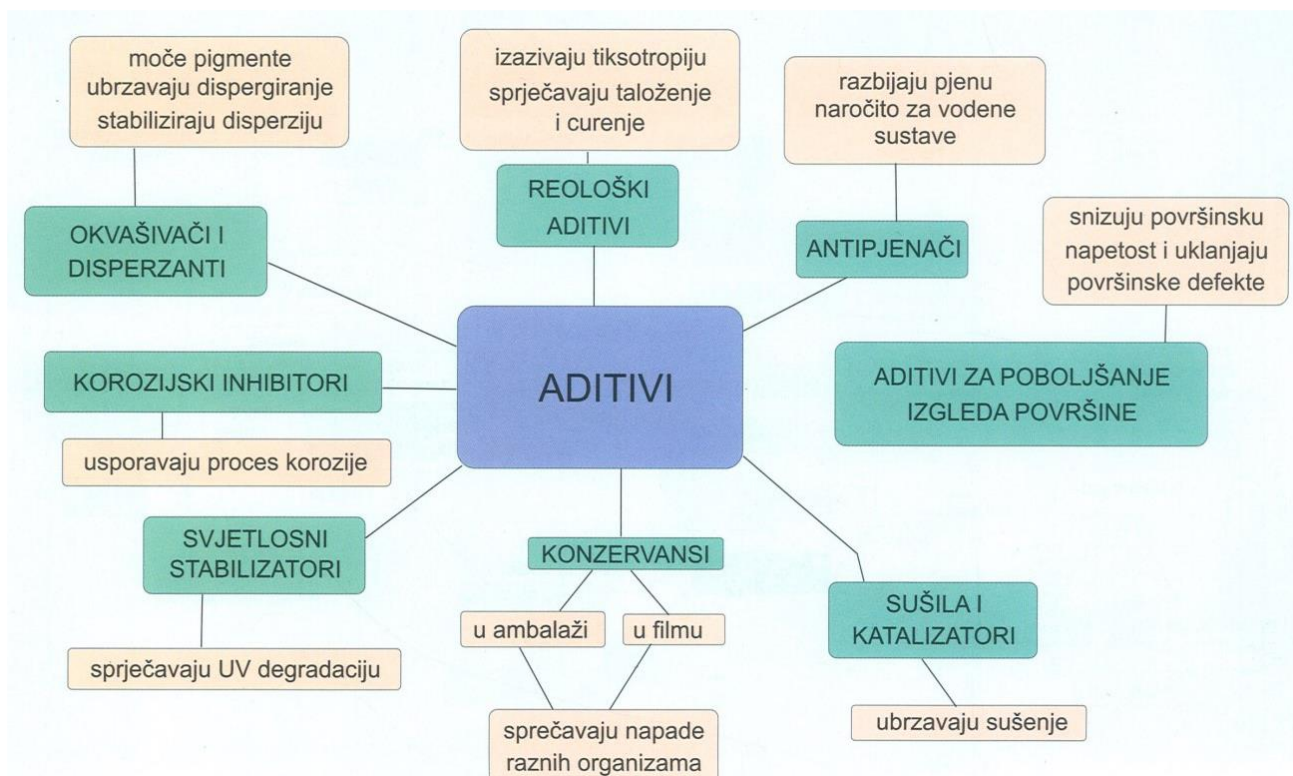 moče pigmente
ubrzavaju dispergiranje
stabiliziraju disperziju
OKVAŠIVAČI I
DISPERZANTI
izazivaju tiksotropiju
sprječavaju taloženje
i curenje
REOLOŠKI
ADITIVI
razbijaju pjenu
naročito za vodene
sustave
ANTIPJENAČI
snizuju površinsku
napetost i uklanjaju
površinske defekte
ADITIVI ZA POBOLJŠANJE
IZGLEDA POVRŠINE
ADITIVI
KOROZIJSKI INHIBITORI
usporavaju proces korozije
SVJETLOSNI
STABILIZATORI
sprječavaju UV degradaciju
KONZERVANSI
u ambalaži
u filmu
sprečavaju napade
raznih organizama
SUŠILA I
KATALIZATORI
ubrzavaju sušenje